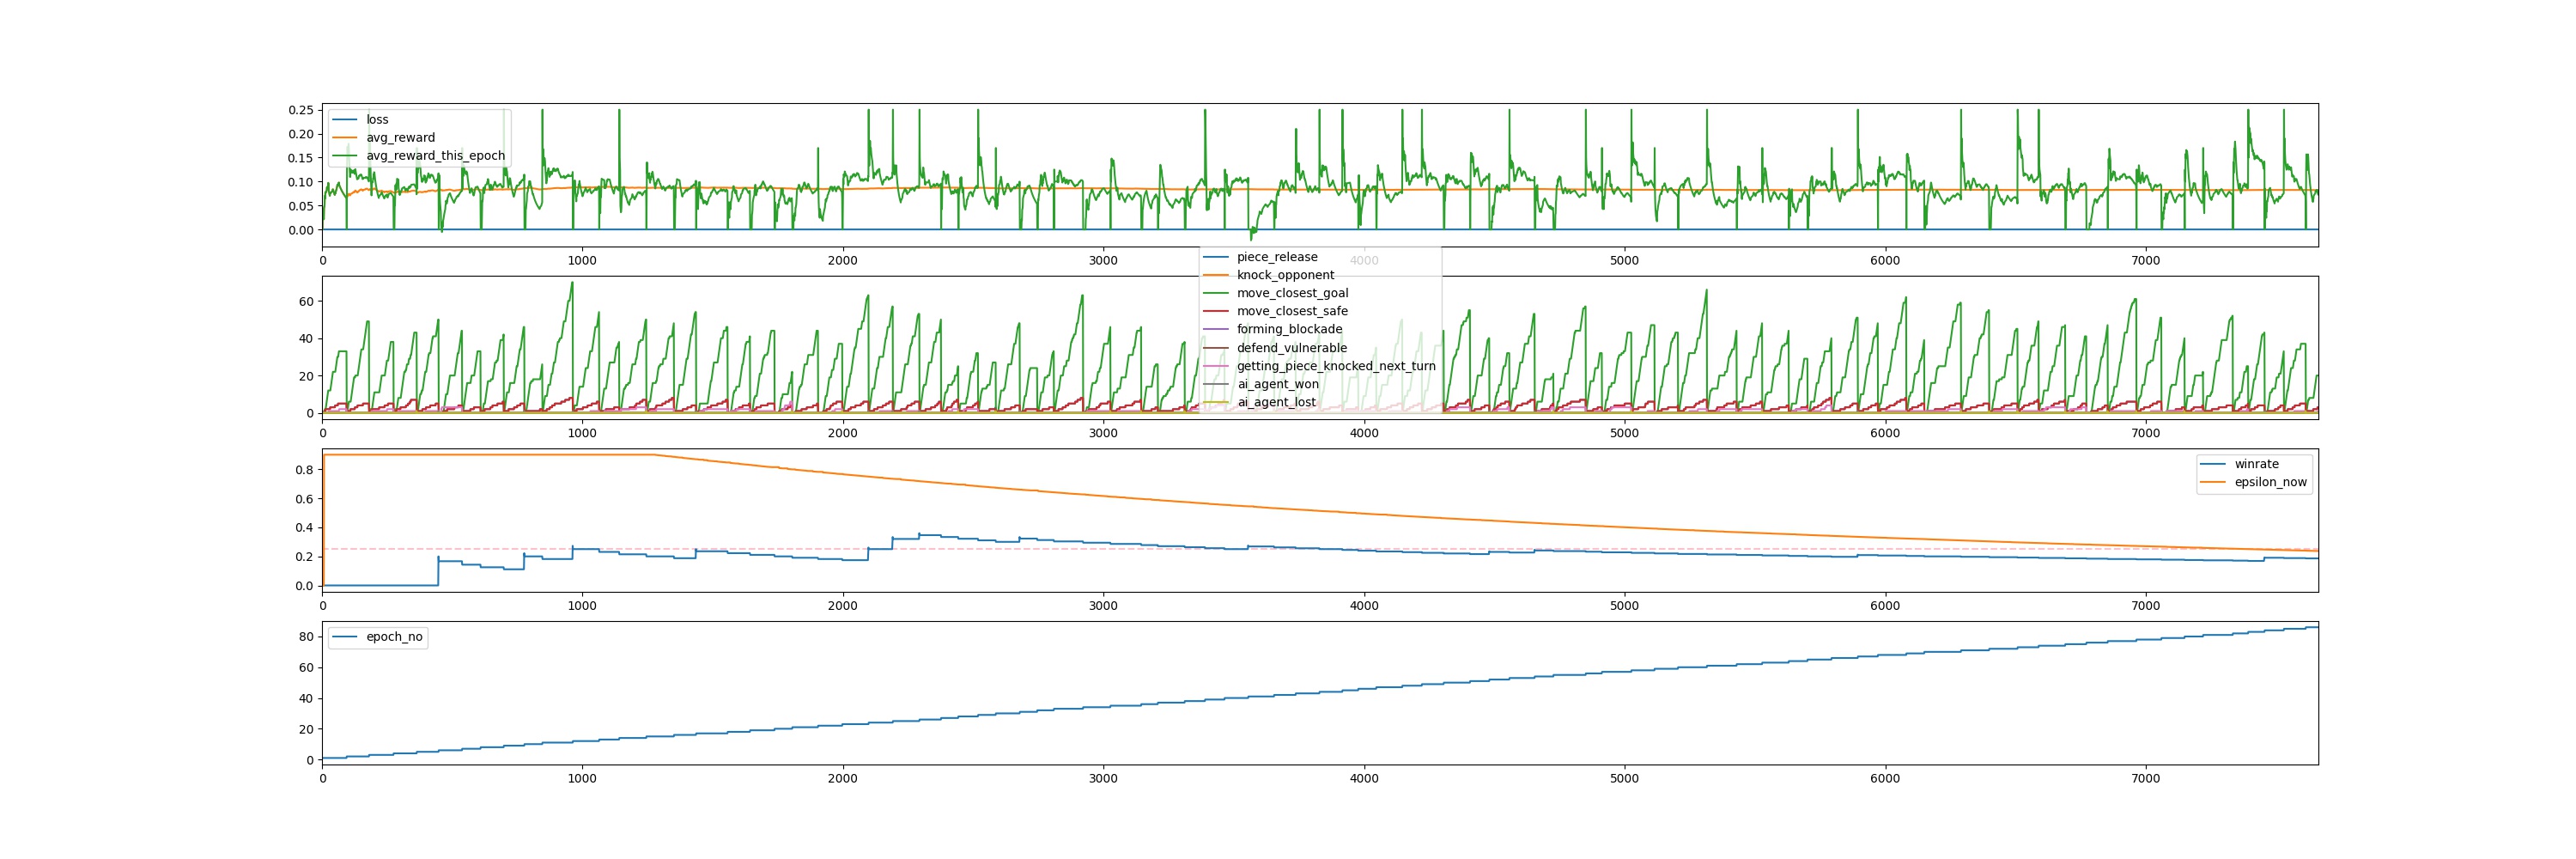 0.25
0.20
0.15
0.10
0.05
0.00
loss
avg_reward
avg_reward_this_epoch
0 1000 2000 3000 4000 5000 6000 7000
60
40
20
0
piece_release
knock_opponent
move_closest_goal
move_closest_safe
forming_blockade
defend_vulnerable
getting_piece_knocked_next_turn
ai_agent_won
ai_agent_lost
0 1000 2000 3000 4000 5000 6000 7000
0.8
0.6
0.4
0.2
0.0
winrate
epsilon_now
0 1000 2000 3000 4000 5000 6000 7000
80
60
40
20
0
epoch_no
0 1000 2000 3000 4000 5000 6000 7000